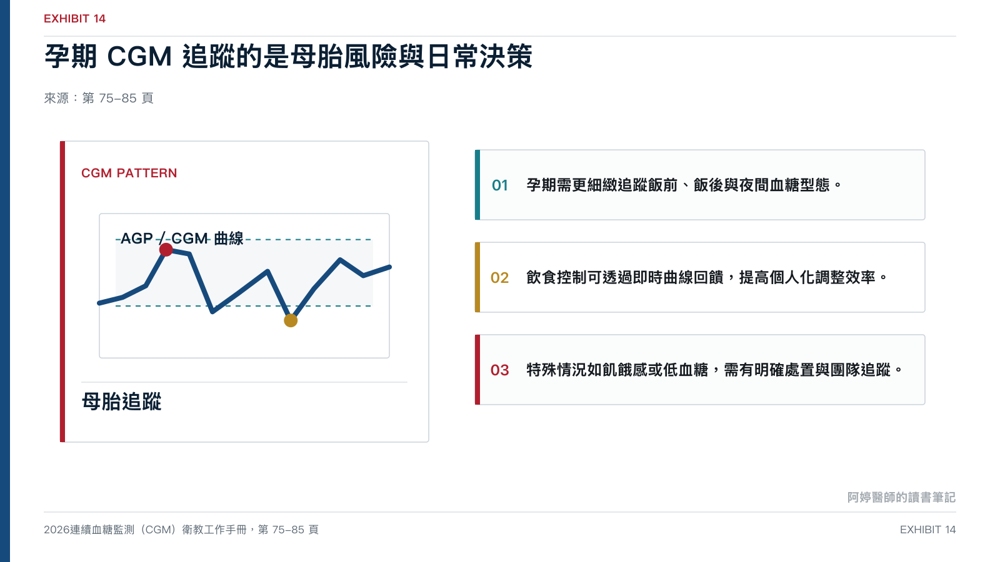 EXHIBIT 14
孕期 CGM 追蹤的是母胎風險與日常決策
來源：第 75–85 頁
CGM PATTERN
AGP / CGM 曲線
母胎追蹤
01 孕期需更細緻追蹤飯前、飯後與夜間血糖型態。
02 飲食控制可透過即時曲線回饋，提高個人化調整效率。
03 特殊情況如飢餓感或低血糖，需有明確處置與團隊追蹤。
阿婷醫師的讀書筆記
2026連續血糖監測（CGM）衛教工作手冊，第 75–85 頁
EXHIBIT 14